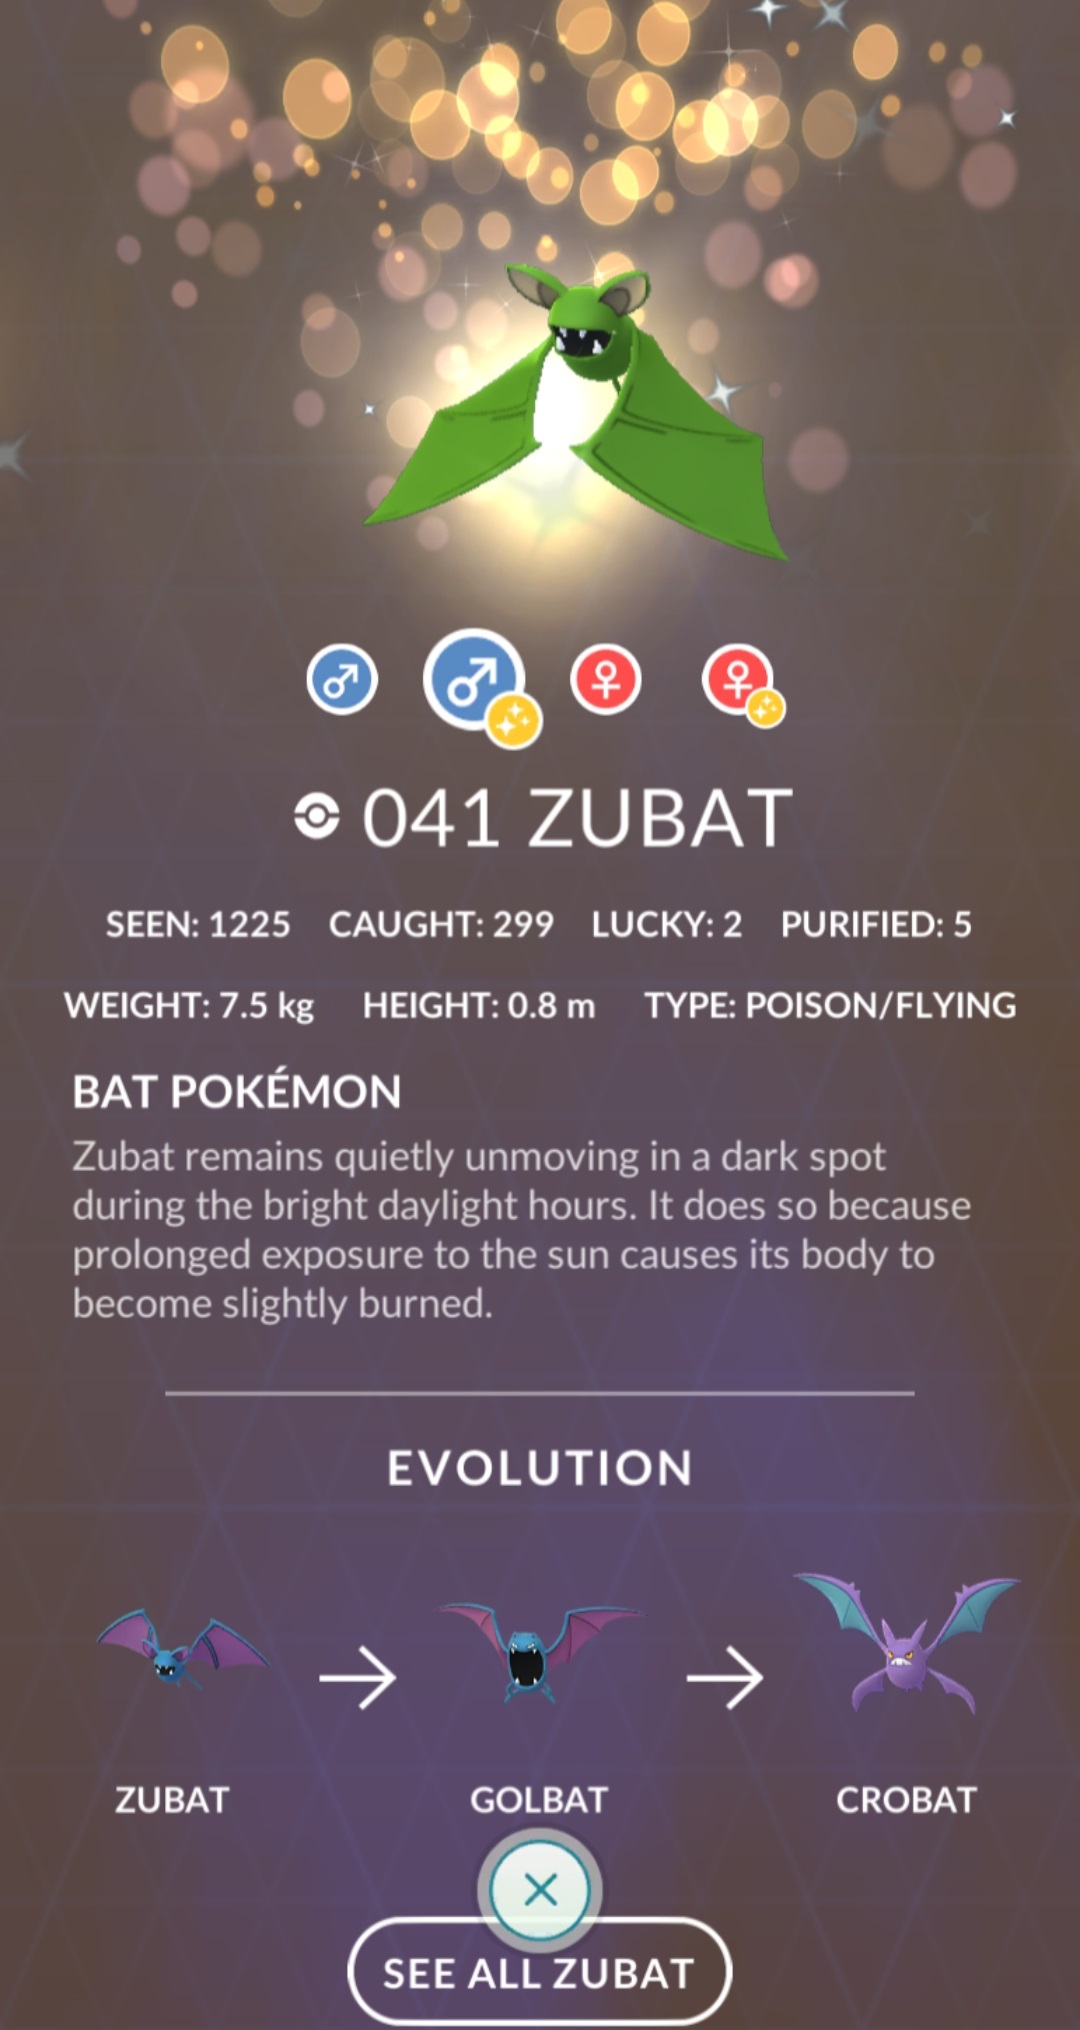 041 ZUBAT
SEEN: 1225 CAUGHT: 299 LUCKY: 2 PURIFIED: 5
WEIGHT: 7.5 kg HEIGHT: 0.8 m TYPE: POISON/FLYING
BAT POKÉMON
Zubat remains quietly unmoving in a dark spot
during the bright daylight hours. It does so because
prolonged exposure to the sun causes its body to
become slightly burned.
EVOLUTION
ZUBAT GOLBAT CROBAT
SEE ALL ZUBAT